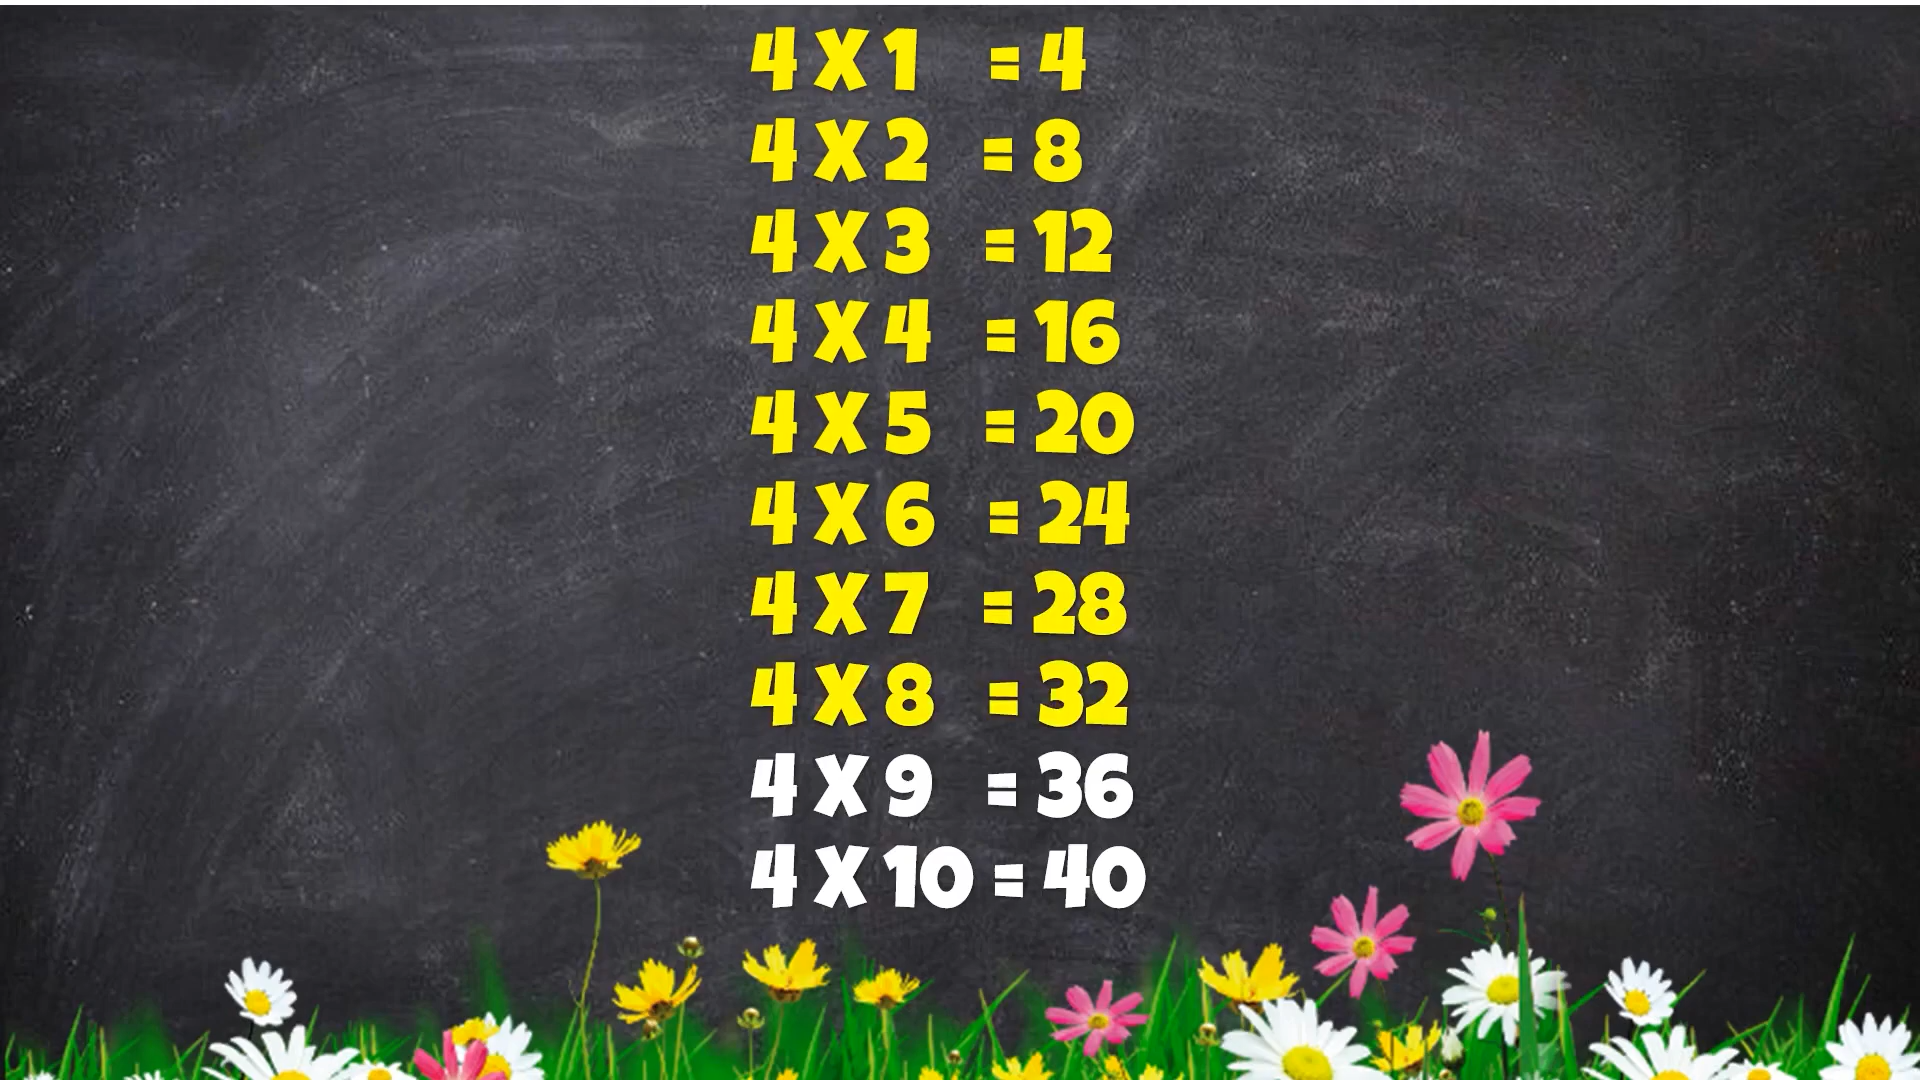 4 X 1 = 4
4 X 2 = 8
4 X 3 = 12
4 X 4 = 16
4 X 5 = 20
4 X 6 = 24
4 X 7 = 28
4 X 8 = 32
4 X 9 = 36
4 X 10 = 40